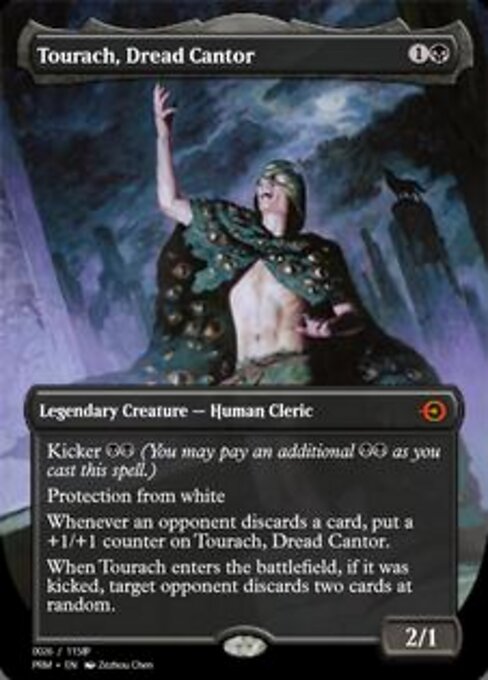 Tourach, Dread Cantor 1
Legendary Creature — Human Cleric
Kicker (You may pay an additional as you
cast this spell.)
Protection from white
Whenever an opponent discards a card, put a
+1/+1 counter on Tourach, Dread Cantor.
When Tourach enters the battlefield, if it was
kicked, target opponent discards two cards at
random.
2/1
PRM • EN Zezhou Chen